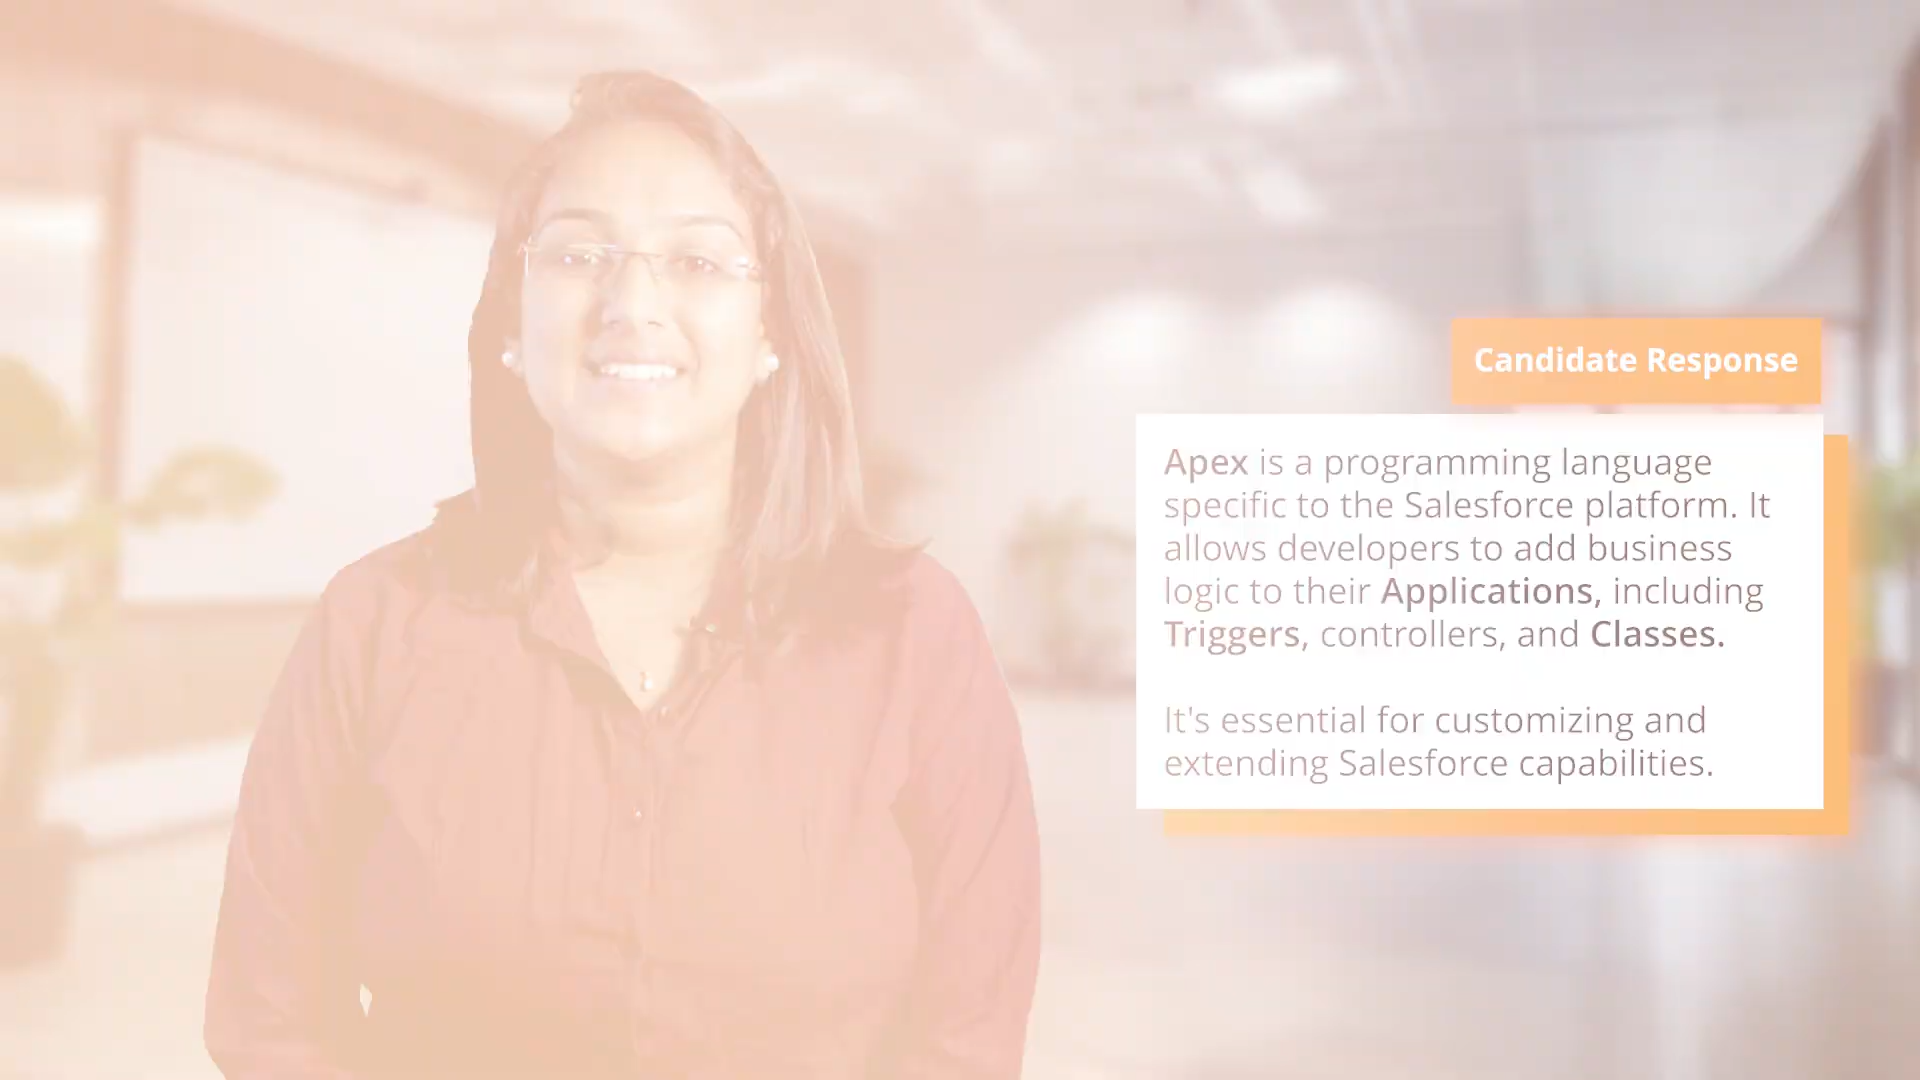 Candidate Response
Apex is a programming language
specific to the Salesforce platform. It
allows developers to add business
logic to their Applications, including
Triggers, controllers, and Classes.
It's essential for customizing and
extending Salesforce capabilities.